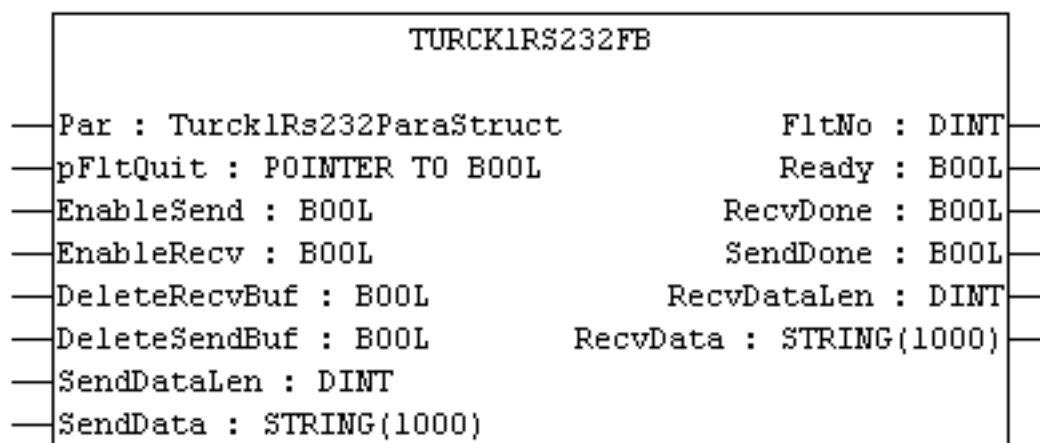 TURCK1RS232FB
Par : Turck1Rs232ParaStruct FltNo : DINT
pFltQuit : POINTER TO BOOL Ready : BOOL
EnableSend : BOOL RecvDone : BOOL
EnableRecv : BOOL SendDone : BOOL
DeleteRecvBuf : BOOL RecvDataLen : DINT
DeleteSendBuf : BOOL RecvData : STRING(1000)
SendDataLen : DINT
SendData : STRING(1000)